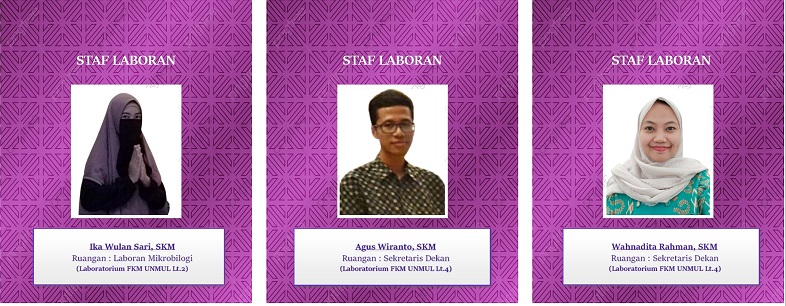 STAF LABORAN
Ika Wulan Sari, SKM
Ruangan : Laboran Mikrobilogi
(Laboratorium FKM UNMUL Lt.2)
STAF LABORAN
Agus Wiranto, SKM
Ruangan : Sekretaris Dekan
(Laboratorium FKM UNMUL Lt.4)
STAF LABORAN
Wahnadita Rahman, SKM
Ruangan : Sekretaris Dekan
(Laboratorium FKM UNMUL Lt.4)